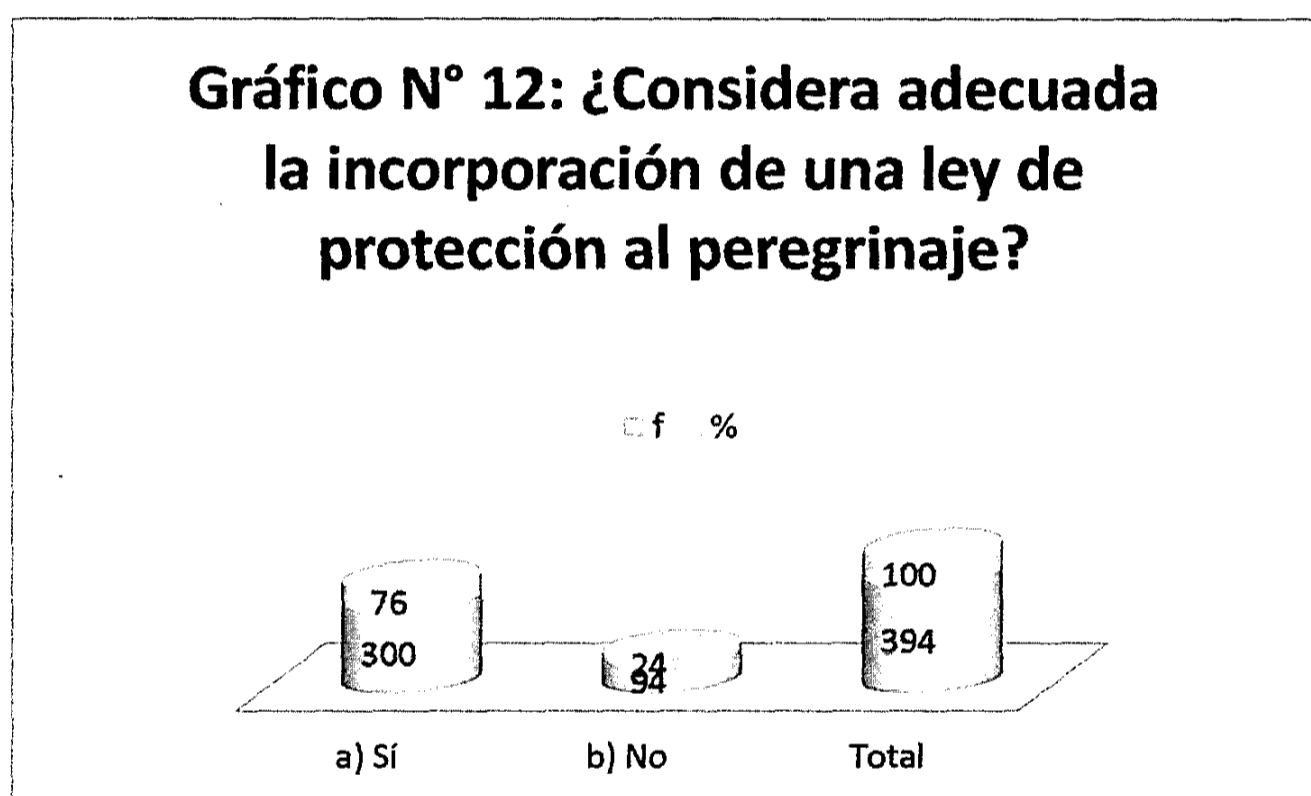 Gráfico N° 12: ¿Considera adecuada
la incorporación de una ley de
protección al peregrinaje?
f %
76
300
24
94
100
394
a) Sí
b) No
Total